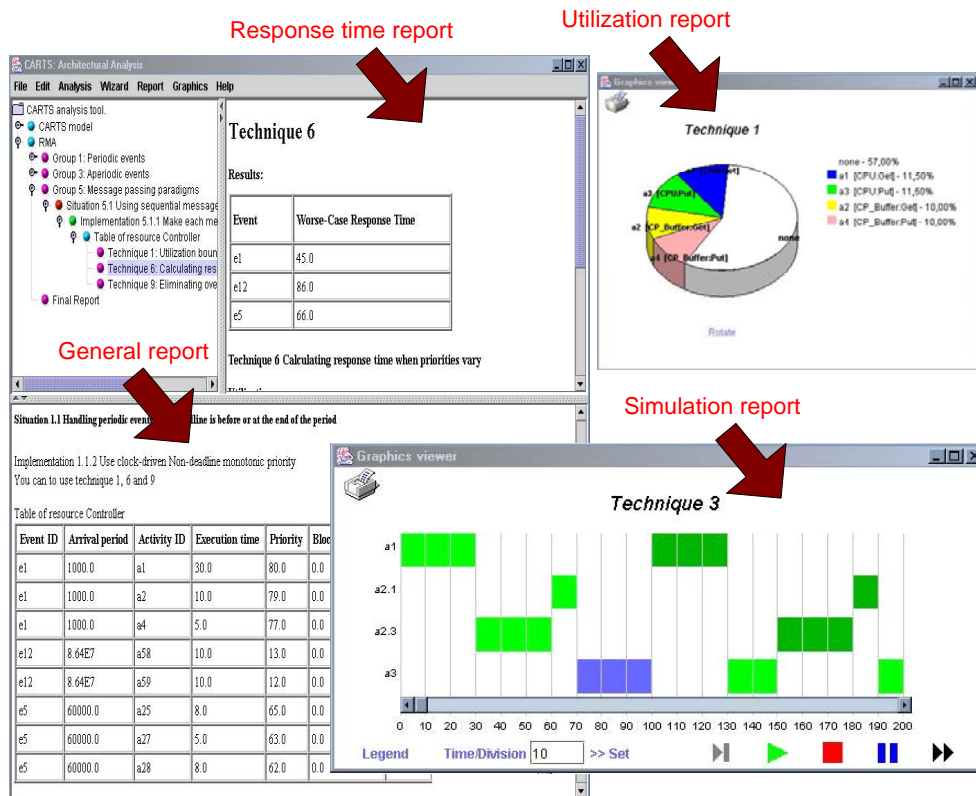 Response time report
Utilization report
CARTS: Architectural Analysis
File Edit Analysis Wizard Report Graphics Help
CARTS analysis tool.
CARTS model
RMA
Group 1: Periodic events
Group 3: Aperiodic events
Group 5: Message passing paradigms
Situation 5.1 Using sequential message
Implementation 5.1.1 Make each me
Table of resource Controller
Technique 1: Utilization boun
Technique 6: Calculating res
Technique 9: Eliminating ove
Final Report
Technique 6
Results:
Event Worse-Case Response Time
e1 45.0
e12 86.0
e5 66.0
Technique 6 Calculating response time when priorities vary
Graphics viewer
Technique 1
a1 [CPU:Get]
a3 [CPU:Put]
a2 [CP_Buffer:Get]
a4 [CP_Buffer:Put]
none
none - 57,00%
a1 [CPU:Get] - 11,50%
a3 [CPU:Put] - 11,50%
a2 [CP_Buffer:Get] - 10,00%
a4 [CP_Buffer:Put] - 10,00%
Rotate
General report
Situation 1.1 Handling periodic even line is before or at the end of the period
Implementation 1.1.2 Use clock-driven Non-deadline monotonic priority
You can to use technique 1, 6 and 9
Table of resource Controller
Event ID Arrival period Activity ID Execution time Priority Bloc
e1 1000.0 a1 30.0 80.0 0.0
e1 1000.0 a2 10.0 79.0 0.0
e1 1000.0 a4 5.0 77.0 0.0
e12 8.64E7 a58 10.0 13.0 0.0
e12 8.64E7 a59 10.0 12.0 0.0
e5 60000.0 a25 8.0 65.0 0.0
e5 60000.0 a27 5.0 63.0 0.0
e5 60000.0 a28 8.0 62.0 0.0
Simulation report
Graphics viewer
Technique 3
a1
a2.1
a2.3
a3
0 10 20 30 40 50 60 70 80 90 100 110 120 130 140 150 160 170 180 190 200
Legend Time/Division 10 >> Set